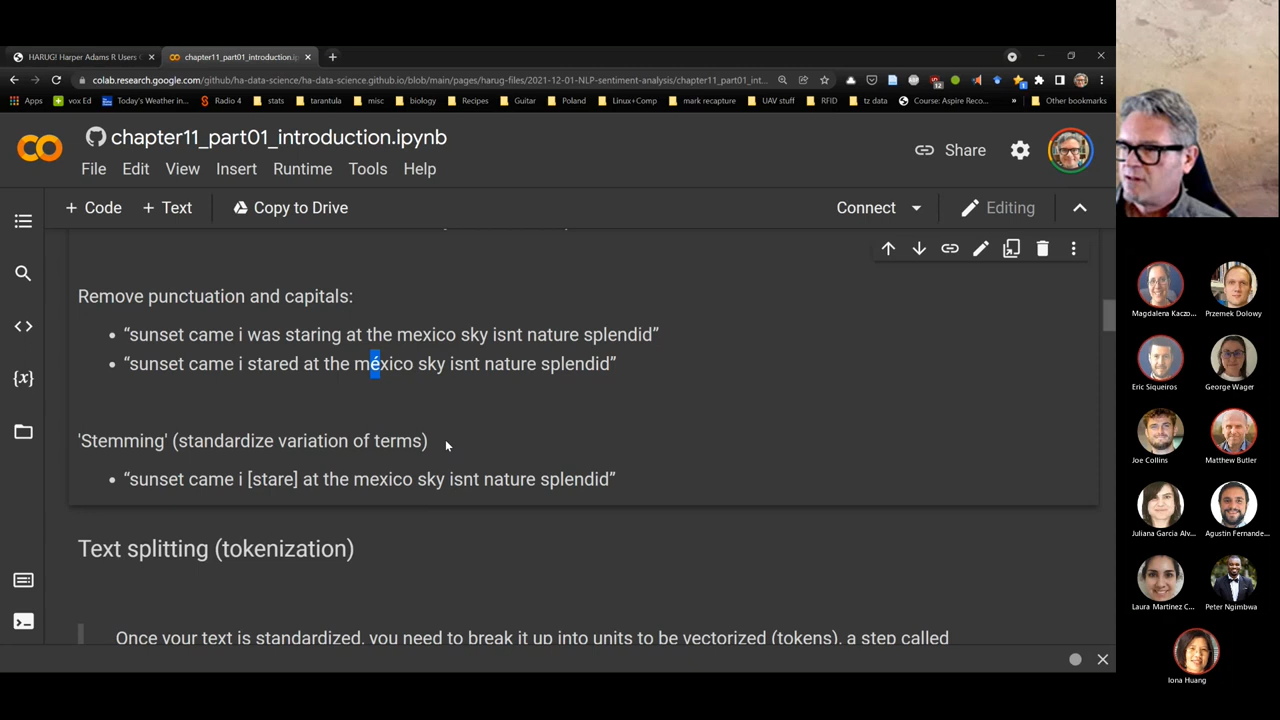 HARUG! Harper Adams R Users
chapter11_part01_introduction.ip
colab.research.google.com/github/ha-data-science/ha-data-science.github.io/blob/main/pages/harug-files/2021-12-01-NLP-sentiment-analysis/chapter11_part01_int...
Apps vox Ed Today's Weather in... Radio 4 stats tarantula misc biology Recipes Guitar Poland Linux+Comp mark recapture UAV stuff RFID tz data Course: Aspire Reco... » Other bookmarks
chapter11_part01_introduction.ipynb
Share
File Edit View Insert Runtime Tools Help
+ Code + Text Copy to Drive Connect Editing
Remove punctuation and capitals:
• “sunset came i was staring at the mexico sky isnt nature splendid”
• “sunset came i stared at the méxico sky isnt nature splendid”
'Stemming' (standardize variation of terms)
• “sunset came i [stare] at the mexico sky isnt nature splendid”
Text splitting (tokenization)
Once your text is standardized, you need to break it up into units to be vectorized (tokens), a step called
Magdalena Kaczo...
Przemek Dolowy
Eric Siqueiros
George Wager
Joe Collins
Matthew Butler
Juliana Garcia Alv...
Agustin Fernande...
Laura Martinez C...
Peter Ngimbwa
Iona Huang